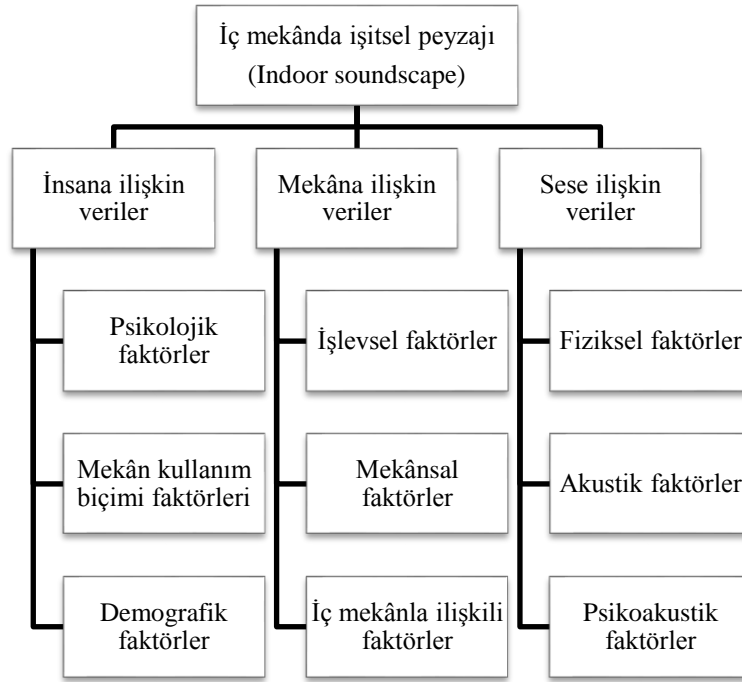 İç mekânda işitsel peyzajı
(Indoor soundscape)
İnsana ilişkin
veriler
Mekâna ilişkin
veriler
Sese ilişkin
veriler
Psikolojik
faktörler
İşlevsel faktörler
Fiziksel faktörler
Mekân kullanım
biçimi faktörleri
Mekânsal
faktörler
Akustik faktörler
Demografik
faktörler
İç mekânla ilişkili
faktörler
Psikoakustik
faktörler